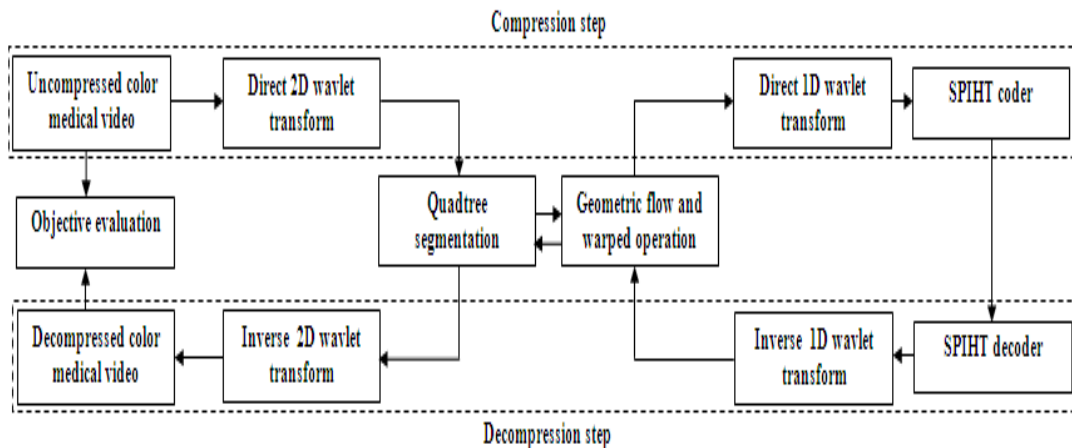 Compression step
Uncompressed color
medical video
Direct 2D wavlet
transform
Direct 1D wavlet
transform
SPIHT coder
Objective evaluation
Quadtree
segmentation
Geometric flow and
warped operation
Decompressed color
medical video
Inverse 2D wavlet
transform
Inverse 1D wavlet
transform
SPIHT decoder
Decompression step